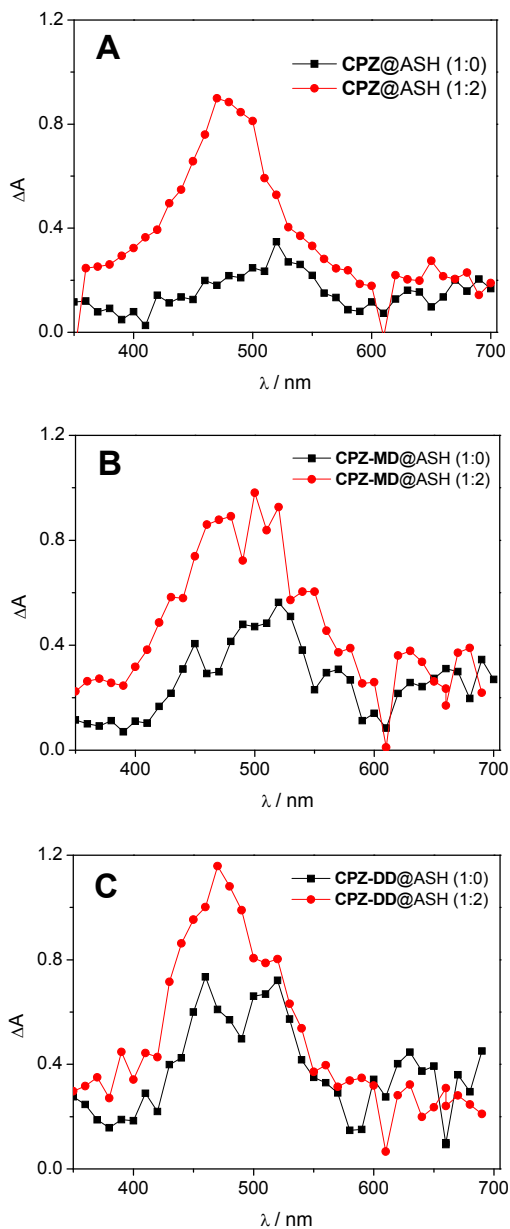 A
CPZ@ASH (1:0)
CPZ@ASH (1:2)
1.2
0.8
0.4
0.0
ΔA
400 500 600 700
λ / nm
B
CPZ-MD@ASH (1:0)
CPZ-MD@ASH (1:2)
1.2
0.8
0.4
0.0
ΔA
400 500 600 700
λ / nm
C
CPZ-DD@ASH (1:0)
CPZ-DD@ASH (1:2)
1.2
0.8
0.4
0.0
ΔA
400 500 600 700
λ / nm